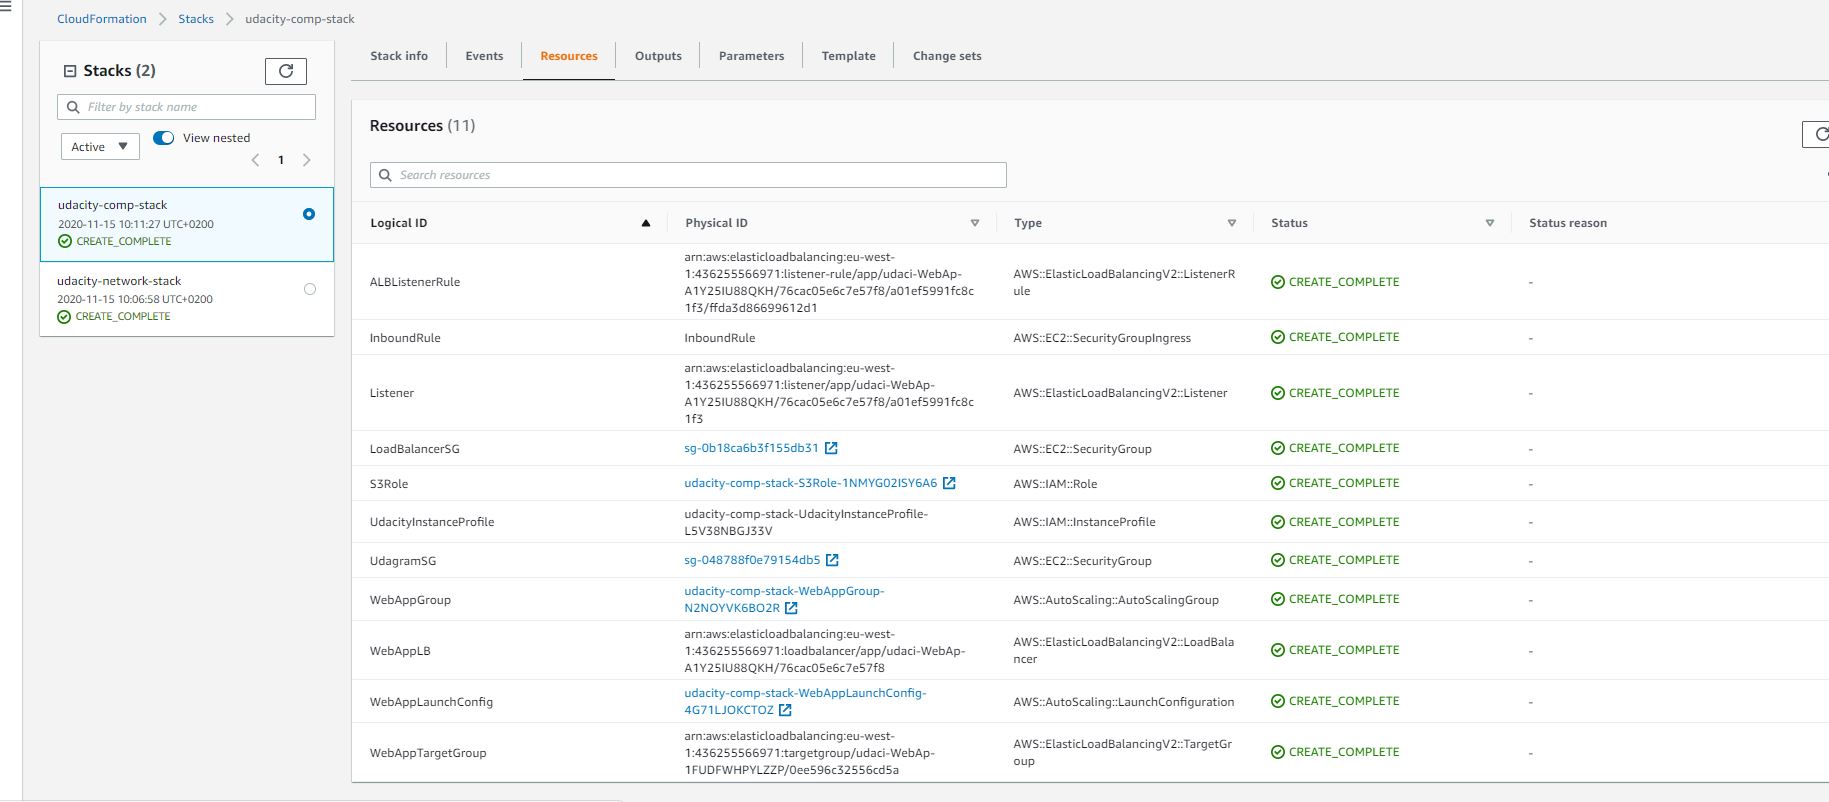 CloudFormation > Stacks > udacity-comp-stack
Stacks (2)
Filter by stack name
Active
View nested
1
udacity-comp-stack
2020-11-15 10:11:27 UTC+0200
CREATE_COMPLETE
udacity-network-stack
2020-11-15 10:06:58 UTC+0200
CREATE_COMPLETE
Stack info
Events
Resources
Outputs
Parameters
Template
Change sets
Resources (11)
Search resources
Logical ID
Physical ID
Type
Status
Status reason
ALBListenerRule
arn:aws:elasticloadbalancing:eu-west-
1:436255566971:listener-rule/app/udaci-WebAp-
A1Y25IU88QKH/76cac05e6c7e57f8/a01ef5991fc8c
1f3/ffda3d86699612d1
AWS::ElasticLoadBalancingV2::ListenerR
ule
CREATE_COMPLETE
-
InboundRule
InboundRule
AWS::EC2::SecurityGroupIngress
CREATE_COMPLETE
-
Listener
arn:aws:elasticloadbalancing:eu-west-
1:436255566971:listener/app/udaci-WebAp-
A1Y25IU88QKH/76cac05e6c7e57f8/a01ef5991fc8c
1f3
AWS::ElasticLoadBalancingV2::Listener
CREATE_COMPLETE
-
LoadBalancerSG
sg-0b18ca6b3f155db31
AWS::EC2::SecurityGroup
CREATE_COMPLETE
-
S3Role
udacity-comp-stack-S3Role-1NMYG02ISY6A6
AWS::IAM::Role
CREATE_COMPLETE
-
UdacityInstanceProfile
udacity-comp-stack-UdacityInstanceProfile-
L5V38NBGJ33V
AWS::IAM::InstanceProfile
CREATE_COMPLETE
-
UdagramSG
sg-048788f0e79154db5
AWS::EC2::SecurityGroup
CREATE_COMPLETE
-
WebAppGroup
udacity-comp-stack-WebAppGroup-
N2NOYVK6BO2R
AWS::AutoScaling::AutoScalingGroup
CREATE_COMPLETE
-
WebAppLB
arn:aws:elasticloadbalancing:eu-west-
1:436255566971:loadbalancer/app/udaci-WebAp-
A1Y25IU88QKH/76cac05e6c7e57f8
AWS::ElasticLoadBalancingV2::LoadBala
ncer
CREATE_COMPLETE
-
WebAppLaunchConfig
udacity-comp-stack-WebAppLaunchConfig-
4G71LJOKCTOZ
AWS::AutoScaling::LaunchConfiguration
CREATE_COMPLETE
-
WebAppTargetGroup
arn:aws:elasticloadbalancing:eu-west-
1:436255566971:targetgroup/udaci-WebAp-
1FUDFWHPYLZZP/0ee596c32556cd5a
AWS::ElasticLoadBalancingV2::TargetGr
oup
CREATE_COMPLETE
-